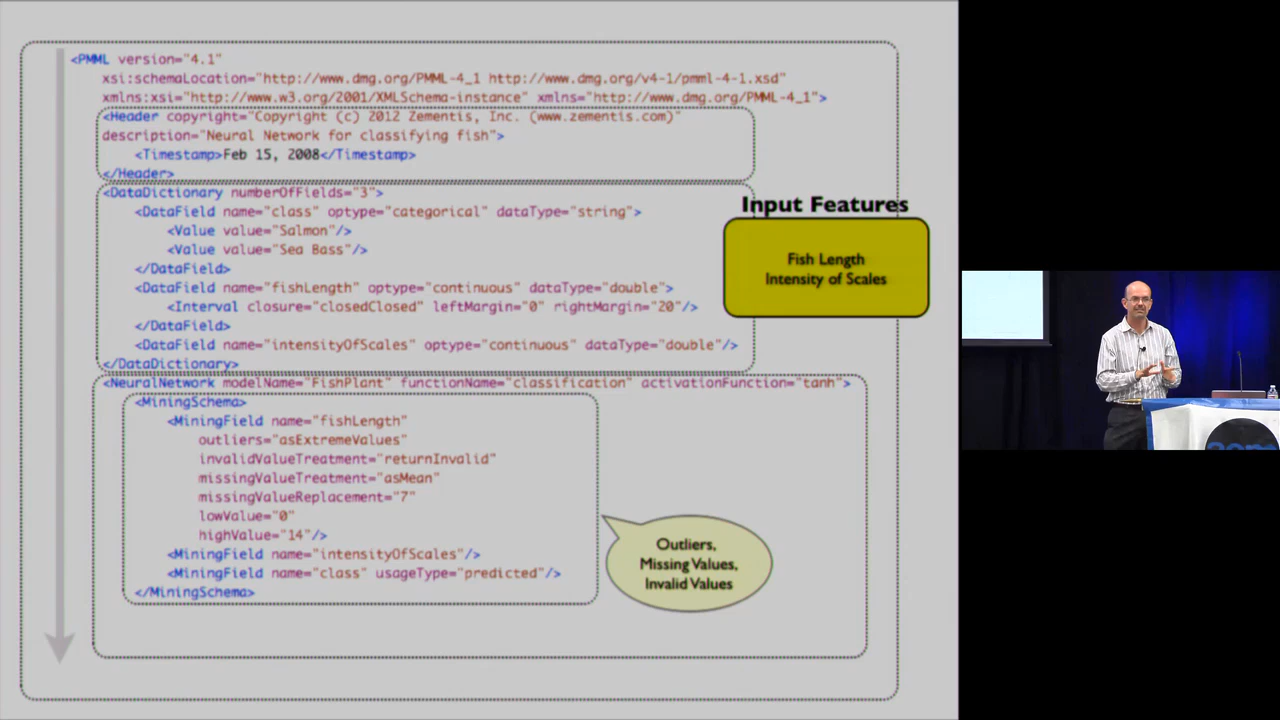 <PMML version="4.1"
xsi:schemaLocation="http://www.dmg.org/PMML-4_1 http://www.dmg.org/v4-1/pmml-4-1.xsd"
xmlns:xsi="http://www.w3.org/2001/XMLSchema-instance" xmlns="http://www.dmg.org/PMML-4_1">
<Header copyright="Copyright (c) 2012 Zementis, Inc. (www.zementis.com)"
description="Neural Network for classifying fish">
<Timestamp>Feb 15, 2008</Timestamp>
</Header>
<DataDictionary numberOfFields="3">
<DataField name="class" optype="categorical" dataType="string">
<Value value="Salmon"/>
<Value value="Sea Bass"/>
</DataField>
<DataField name="fishLength" optype="continuous" dataType="double">
<Interval closure="closedClosed" leftMargin="0" rightMargin="20"/>
</DataField>
<DataField name="intensityOfScales" optype="continuous" dataType="double"/>
</DataDictionary>
Input Features
Fish Length
Intensity of Scales
<NeuralNetwork modelName="FishPlant" functionName="classification" activationFunction="tanh">
<MiningSchema>
<MiningField name="fishLength"
outliers="asExtremeValues"
invalidValueTreatment="returnInvalid"
missingValueTreatment="asMean"
missingValueReplacement="7"
lowValue="0"
highValue="14"/>
<MiningField name="intensityOfScales"/>
<MiningField name="class" usageType="predicted"/>
</MiningSchema>
Outliers,
Missing Values,
Invalid Values